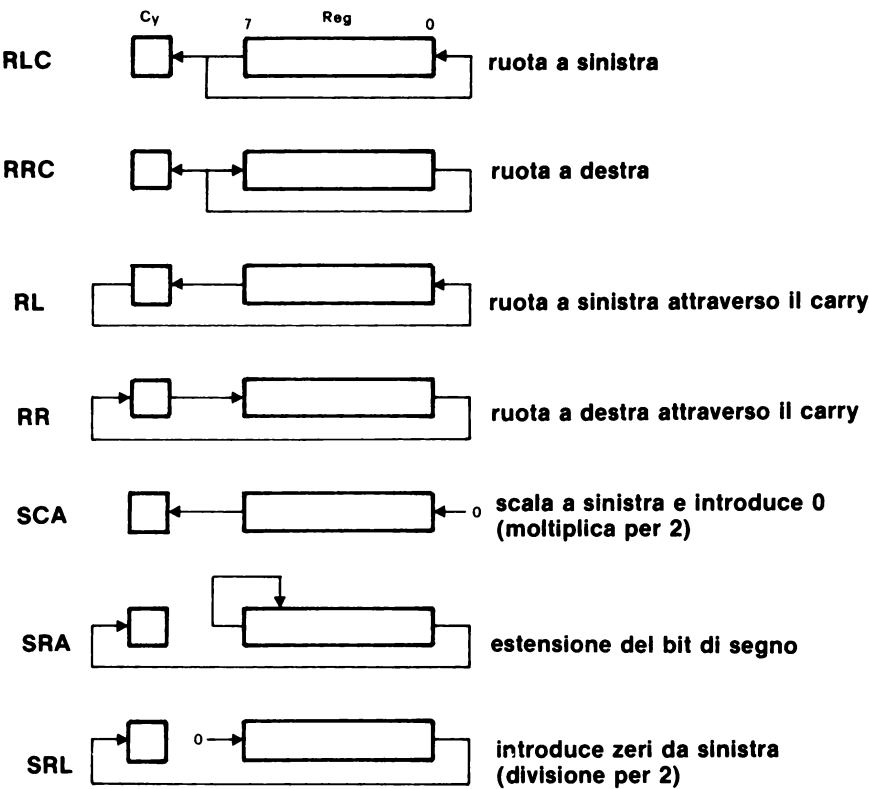 Cy 7 Reg 0
RLC ruota a sinistra
RRC ruota a destra
RL ruota a sinistra attraverso il carry
RR ruota a destra attraverso il carry
SCA 0 scala a sinistra e introduce 0
(moltiplica per 2)
SRA estensione del bit di segno
SRL 0 introduce zeri da sinistra
(divisione per 2)